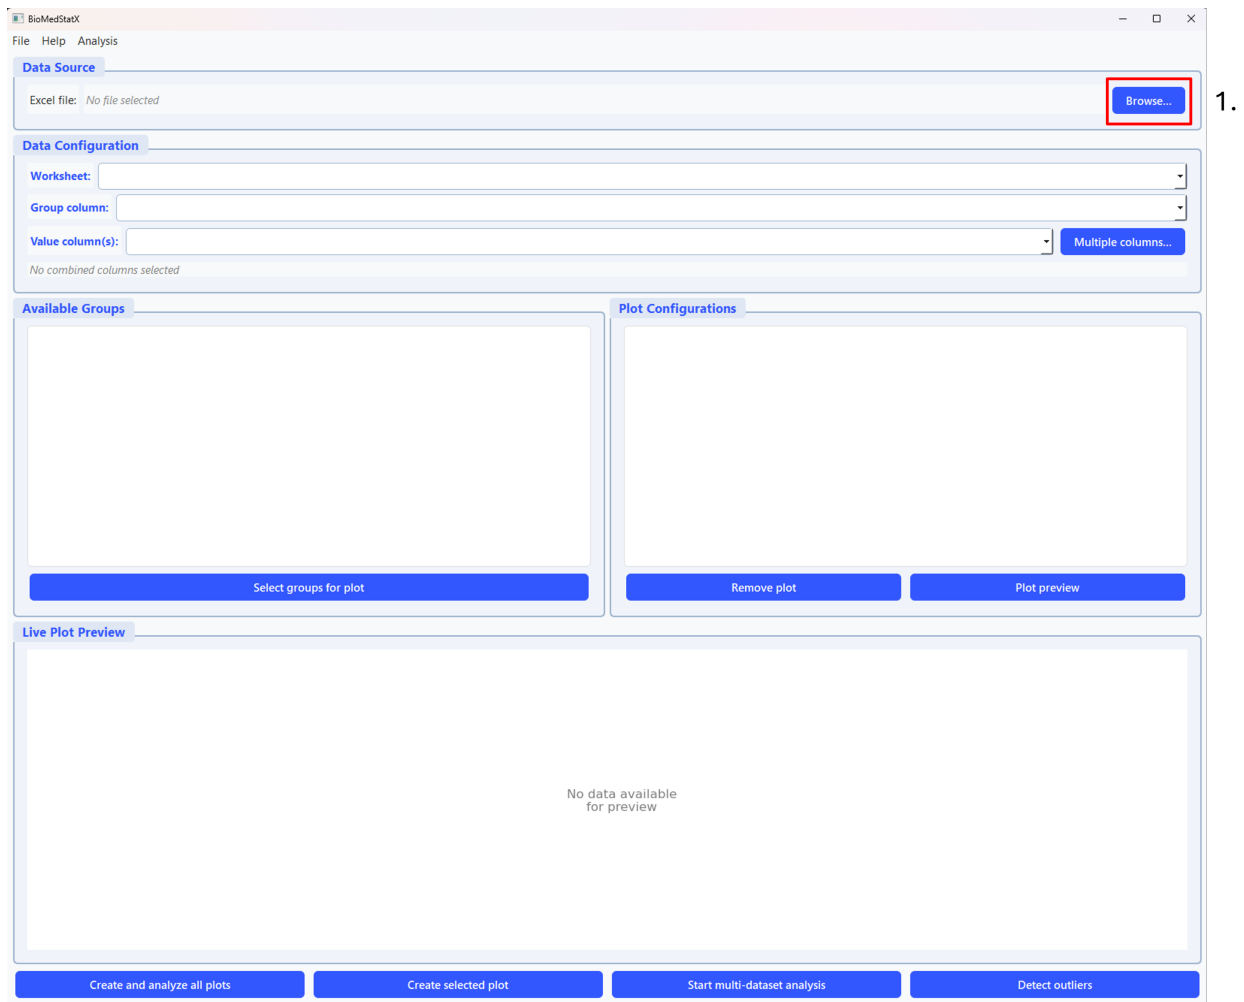 BioMedStatX
File Help Analysis
Data Source
Excel file: No file selected
Browse...
1.
Data Configuration
Worksheet:
Group column:
Value column(s):
Multiple columns...
No combined columns selected
Available Groups
Select groups for plot
Plot Configurations
Remove plot
Plot preview
Live Plot Preview
No data available
for preview
Create and analyze all plots
Create selected plot
Start multi-dataset analysis
Detect outliers